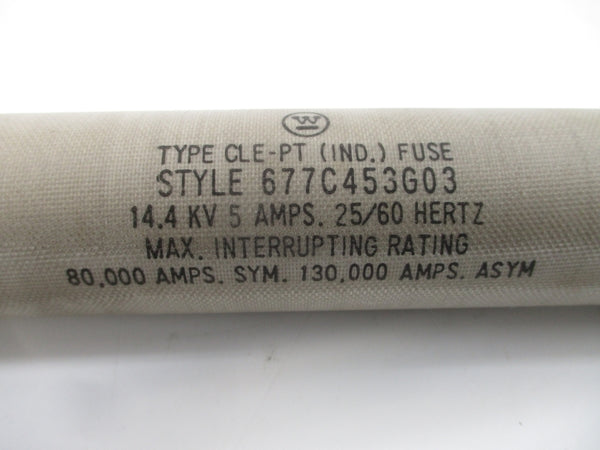 W
TYPE CLE-PT (IND.) FUSE
STYLE 677C453G03
14.4 KV 5 AMPS. 25/60 HERTZ
MAX. INTERRUPTING RATING
80,000 AMPS. SYM. 130,000 AMPS. ASYM